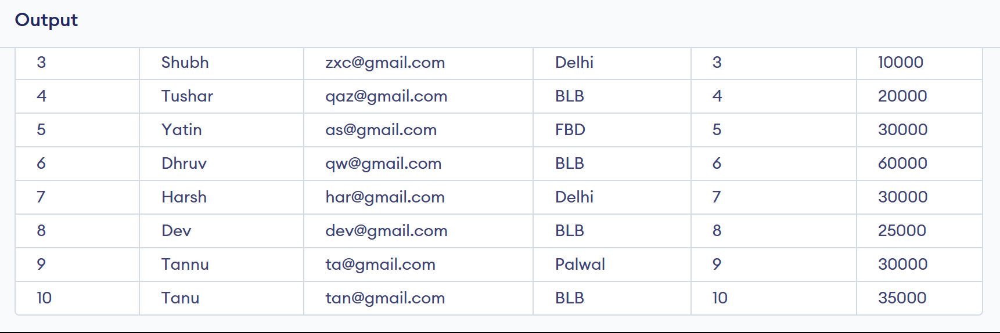 Output
3 Shubh zxc@gmail.com Delhi 3 10000
4 Tushar qaz@gmail.com BLB 4 20000
5 Yatin as@gmail.com FBD 5 30000
6 Dhruv qw@gmail.com BLB 6 60000
7 Harsh har@gmail.com Delhi 7 30000
8 Dev dev@gmail.com BLB 8 25000
9 Tannu ta@gmail.com Palwal 9 30000
10 Tanu tan@gmail.com BLB 10 35000